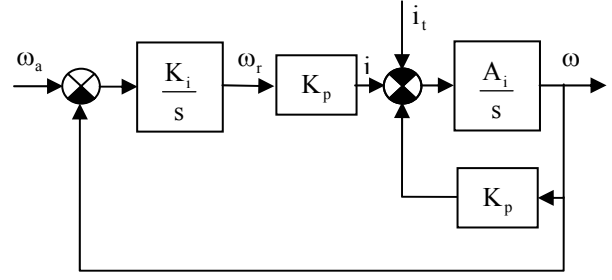 i_t
ω_a
K_i
s
ω_r
K_p
i
A_i
s
ω
K_p